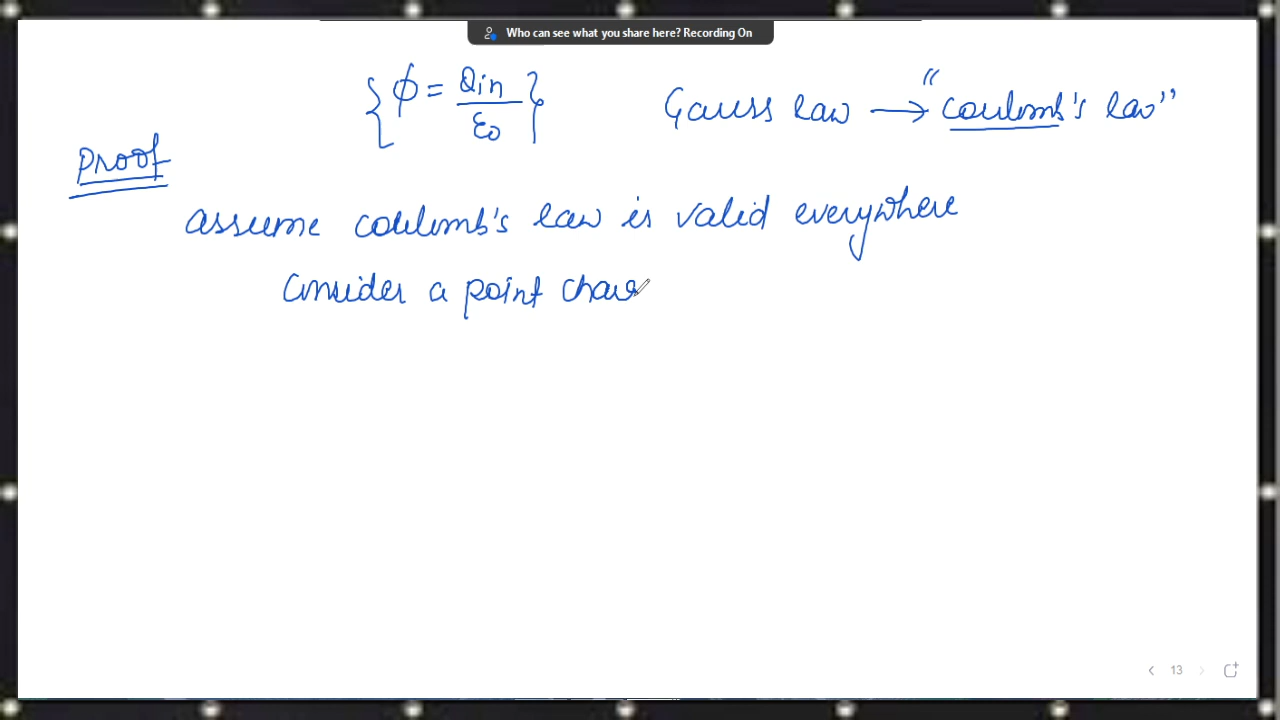 Who can see what you share here? Recording On
{ϕ = Qin/ε0}
Gauss law → "coulomb's law"
Proof
assume coulomb's law is valid everywhere
Consider a point charg
13